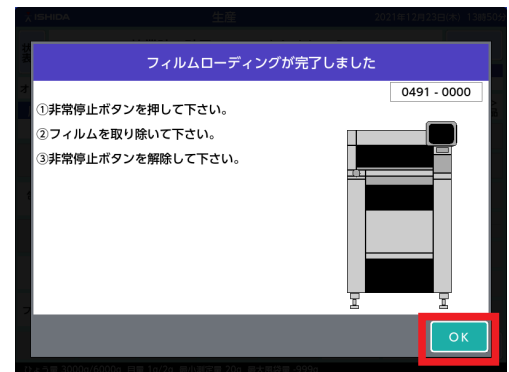 ISHIDA 生産 2021年12月23日(木) 13時50分
フィルムローディングが完了しました
0491 - 0000
①非常停止ボタンを押して下さい。
②フィルムを取り除いて下さい。
③非常停止ボタンを解除して下さい。
OK